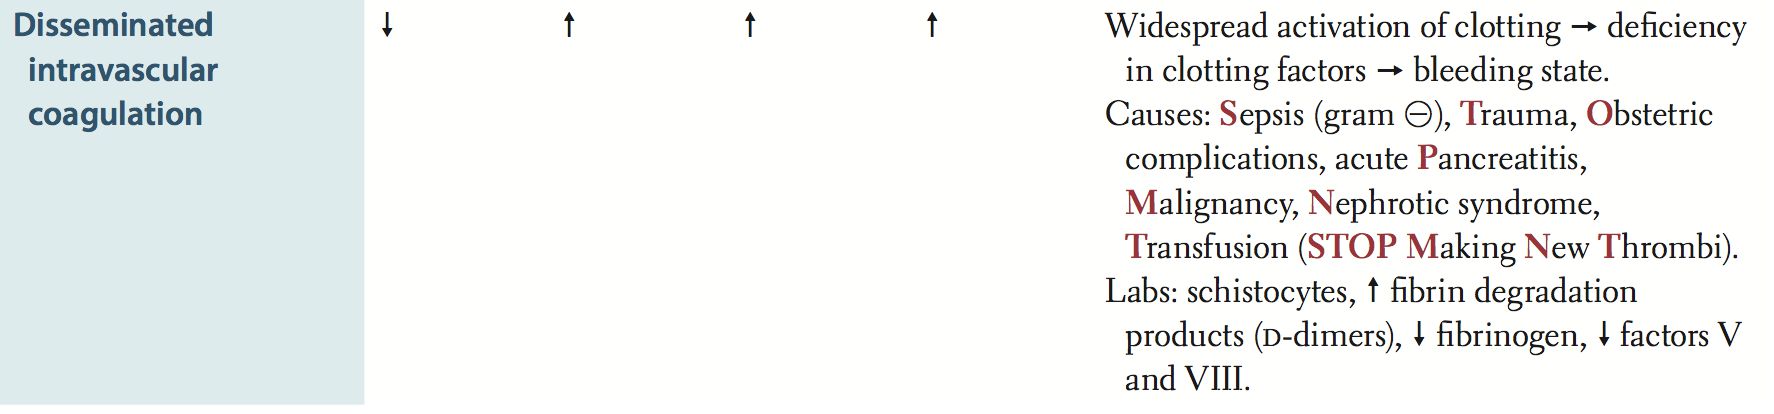 Disseminated ↓ ↑ ↑ ↑ Widespread activation of clotting → deficiency
intravascular in clotting factors → bleeding state.
coagulation Causes: Sepsis (gram ⊖), Trauma, Obstetric
complications, acute Pancreatitis,
Malignancy, Nephrotic syndrome,
Transfusion (STOP Making New Thrombi).
Labs: schistocytes, ↑ fibrin degradation
products (D-dimers), ↓ fibrinogen, ↓ factors V
and VIII.